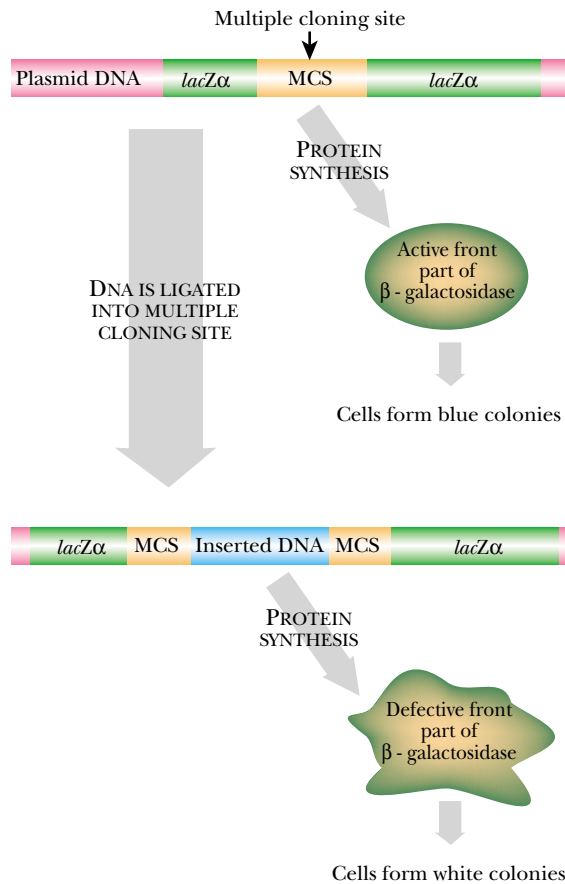 Multiple cloning site
Plasmid DNA lacZα MCS lacZα
PROTEIN
SYNTHESIS
Active front
part of
β - galactosidase
DNA IS LIGATED
INTO MULTIPLE
CLONING SITE
Cells form blue colonies
lacZα MCS Inserted DNA MCS lacZα
PROTEIN
SYNTHESIS
Defective front
part of
β - galactosidase
Cells form white colonies